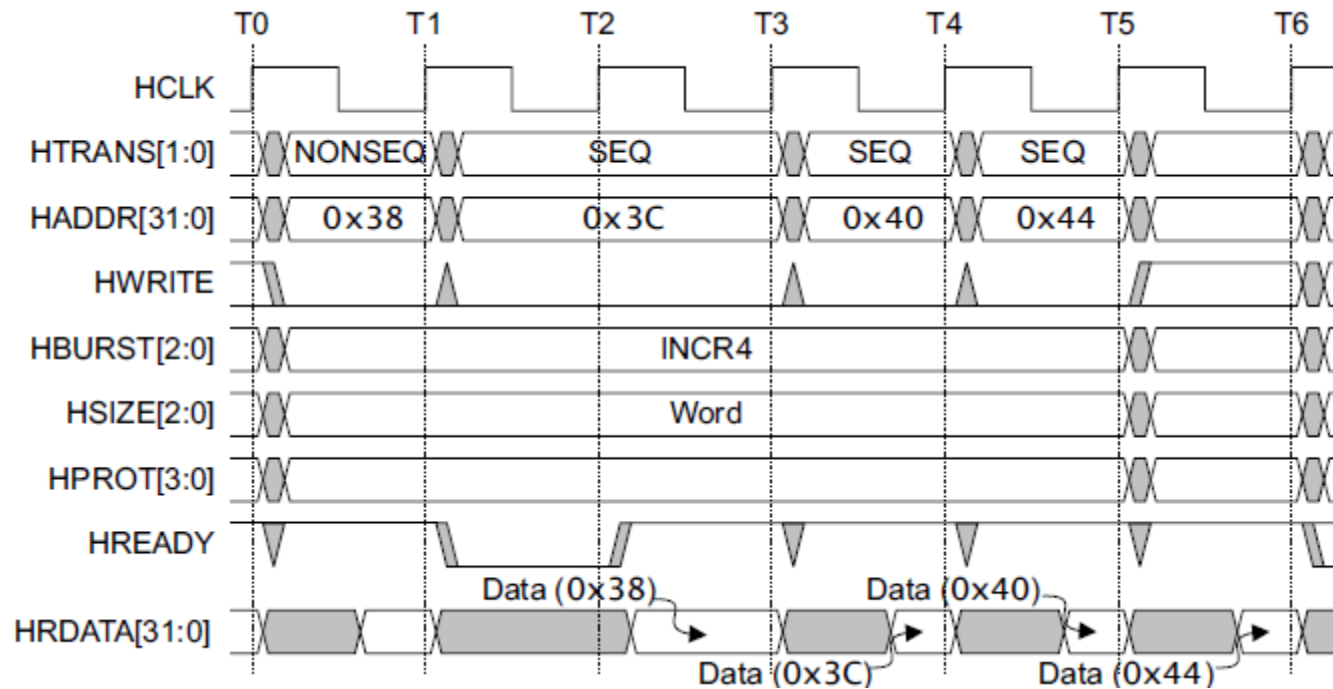 T0 T1 T2 T3 T4 T5 T6
HCLK
HTRANS[1:0] NONSEQ SEQ SEQ SEQ
HADDR[31:0] 0x38 0x3C 0x40 0x44
HWRITE
HBURST[2:0] INCR4
HSIZE[2:0] Word
HPROT[3:0]
HREADY
Data (0x38) Data (0x40)
HRDATA[31:0]
Data (0x3C) Data (0x44)